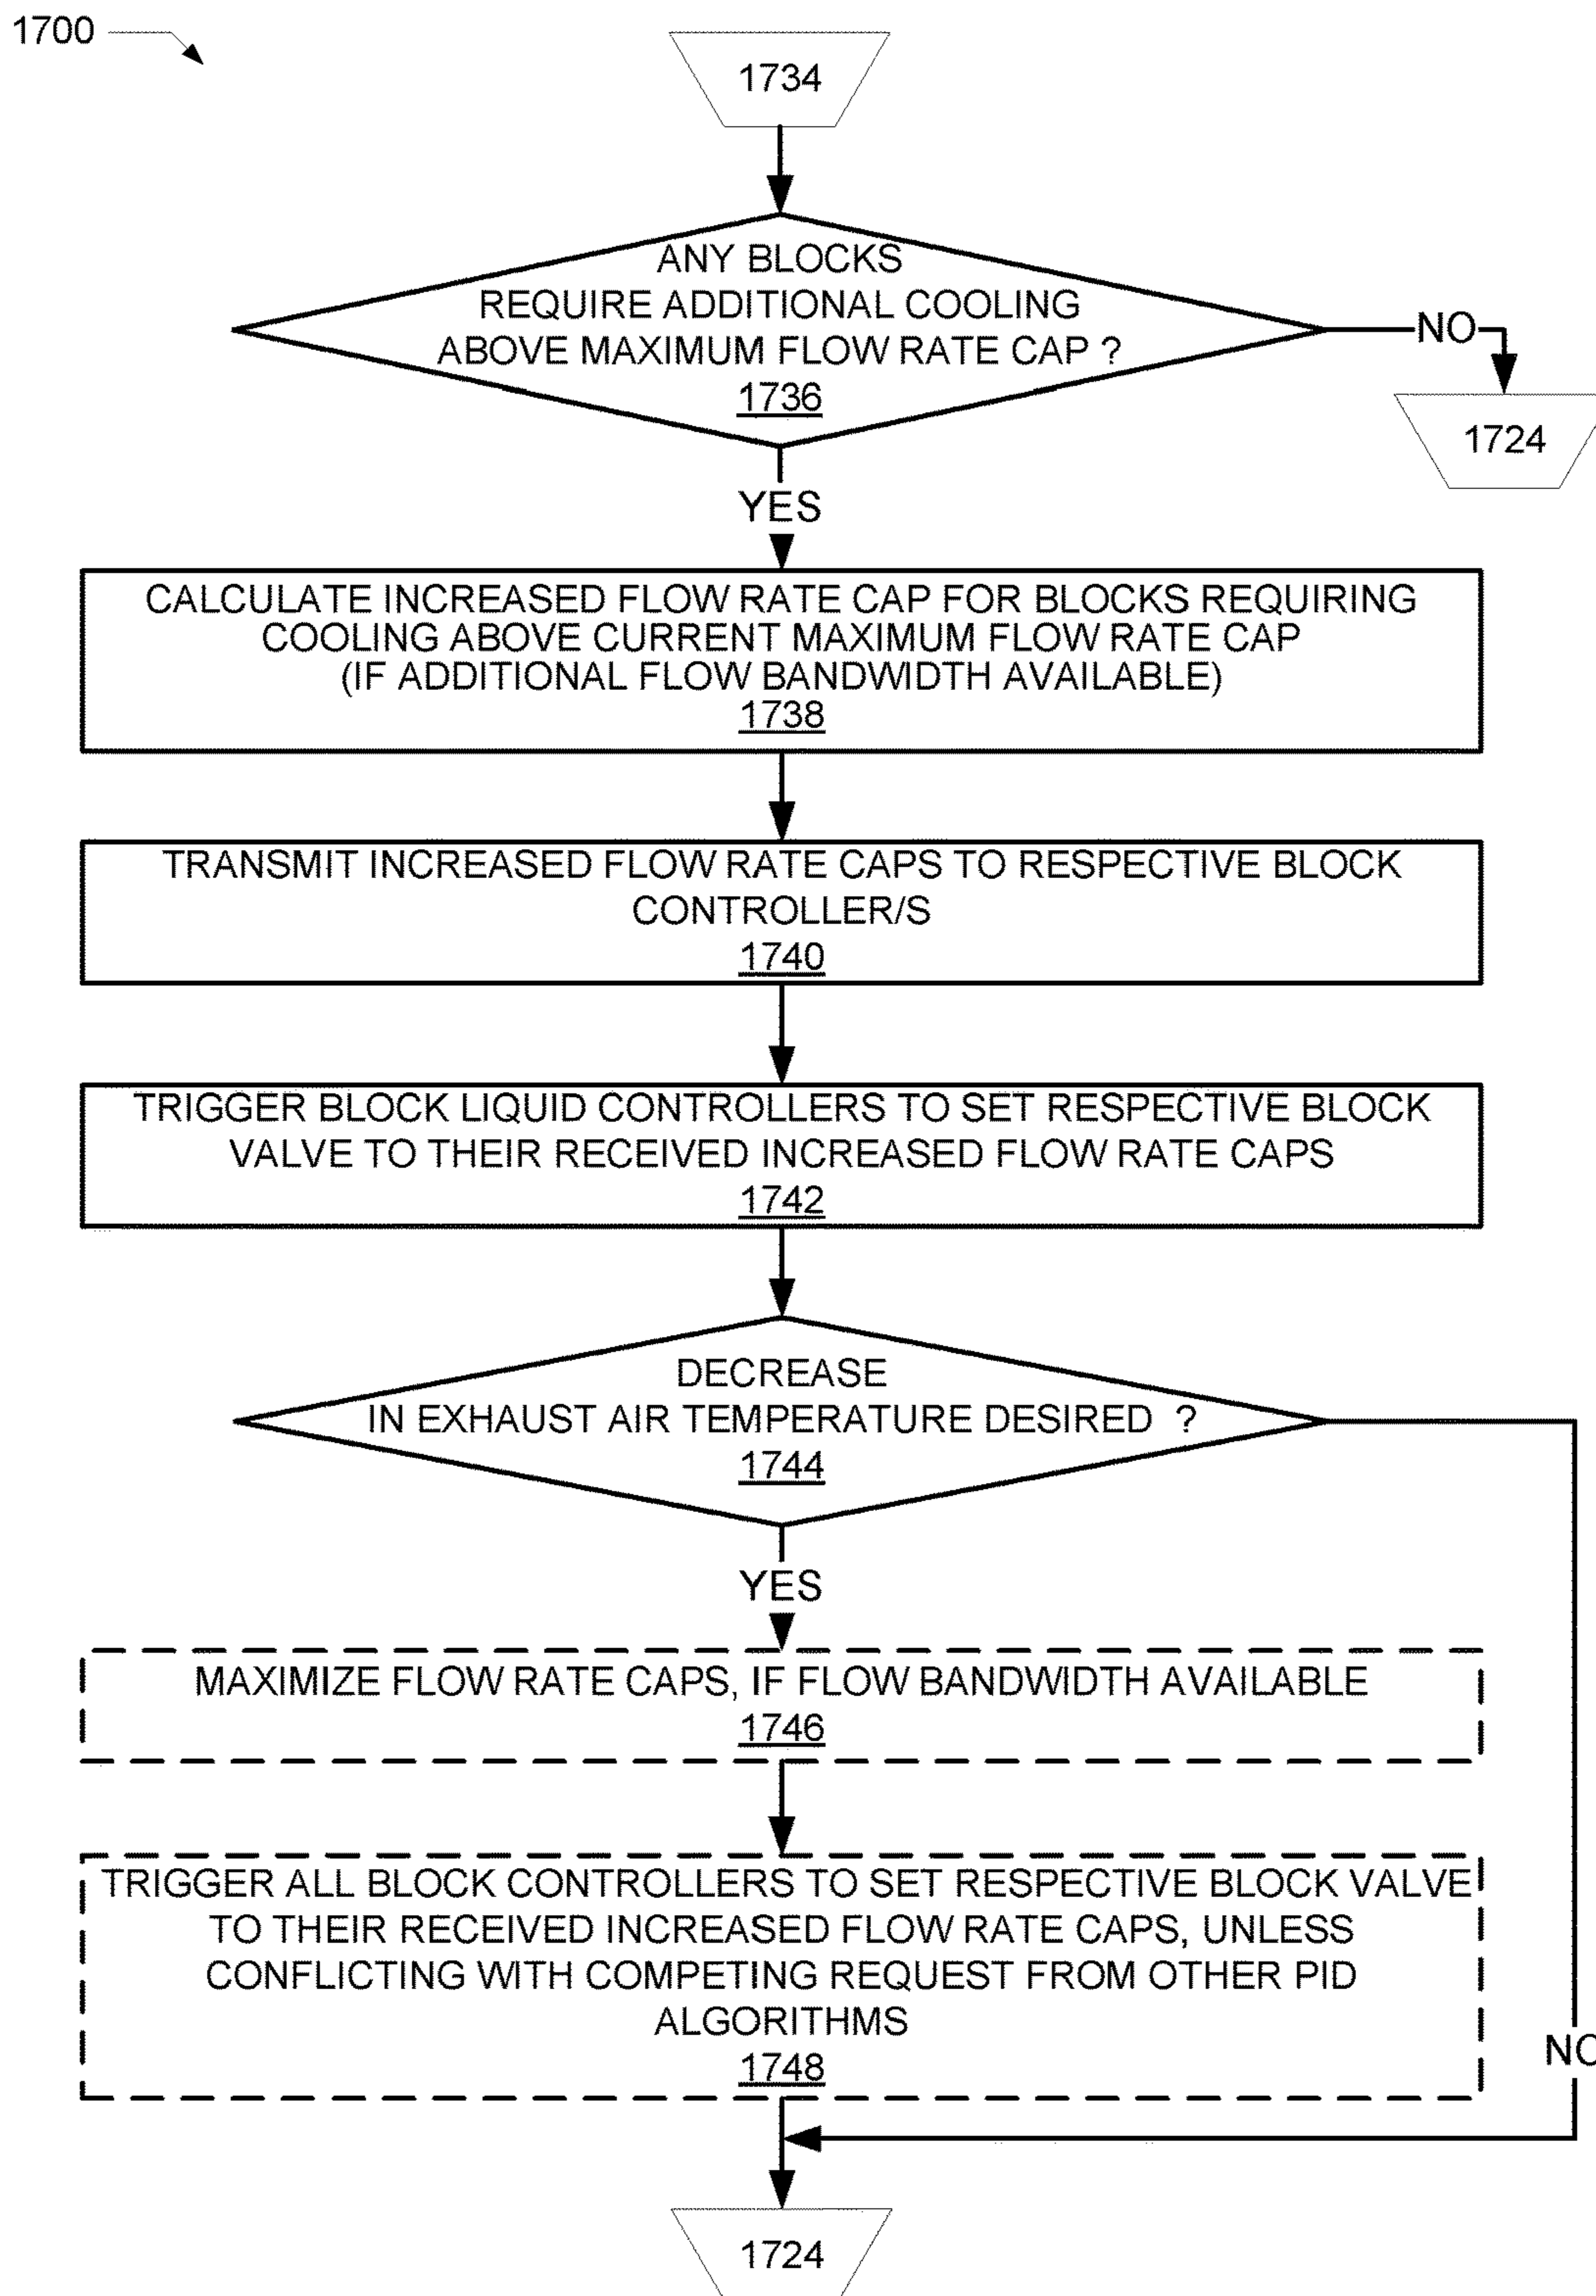 1700
1734
ANY BLOCKS
REQUIRE ADDITIONAL COOLING
ABOVE MAXIMUM FLOW RATE CAP ?
1736
NO
1724
YES
CALCULATE INCREASED FLOW RATE CAP FOR BLOCKS REQUIRING
COOLING ABOVE CURRENT MAXIMUM FLOW RATE CAP
(IF ADDITIONAL FLOW BANDWIDTH AVAILABLE)
1738
TRANSMIT INCREASED FLOW RATE CAPS TO RESPECTIVE BLOCK
CONTROLLER/S
1740
TRIGGER BLOCK LIQUID CONTROLLERS TO SET RESPECTIVE BLOCK
VALVE TO THEIR RECEIVED INCREASED FLOW RATE CAPS
1742
DECREASE
IN EXHAUST AIR TEMPERATURE DESIRED ?
1744
YES
MAXIMIZE FLOW RATE CAPS, IF FLOW BANDWIDTH AVAILABLE
1746
TRIGGER ALL BLOCK CONTROLLERS TO SET RESPECTIVE BLOCK VALVE
TO THEIR RECEIVED INCREASED FLOW RATE CAPS, UNLESS
CONFLICTING WITH COMPETING REQUEST FROM OTHER PID
ALGORITHMS
1748
NO
1724